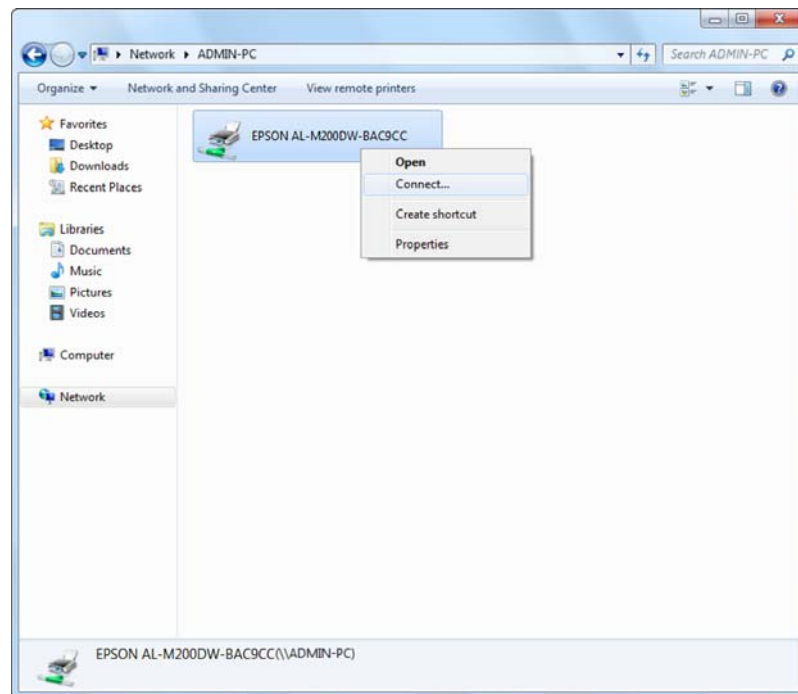 Network ▸ ADMIN-PC
Search ADMIN-PC
Organize
Network and Sharing Center
View remote printers
Favorites
Desktop
Downloads
Recent Places
Libraries
Documents
Music
Pictures
Videos
Computer
Network
EPSON AL-M200DW-BAC9CC
Open
Connect...
Create shortcut
Properties
EPSON AL-M200DW-BAC9CC(\\ADMIN-PC)